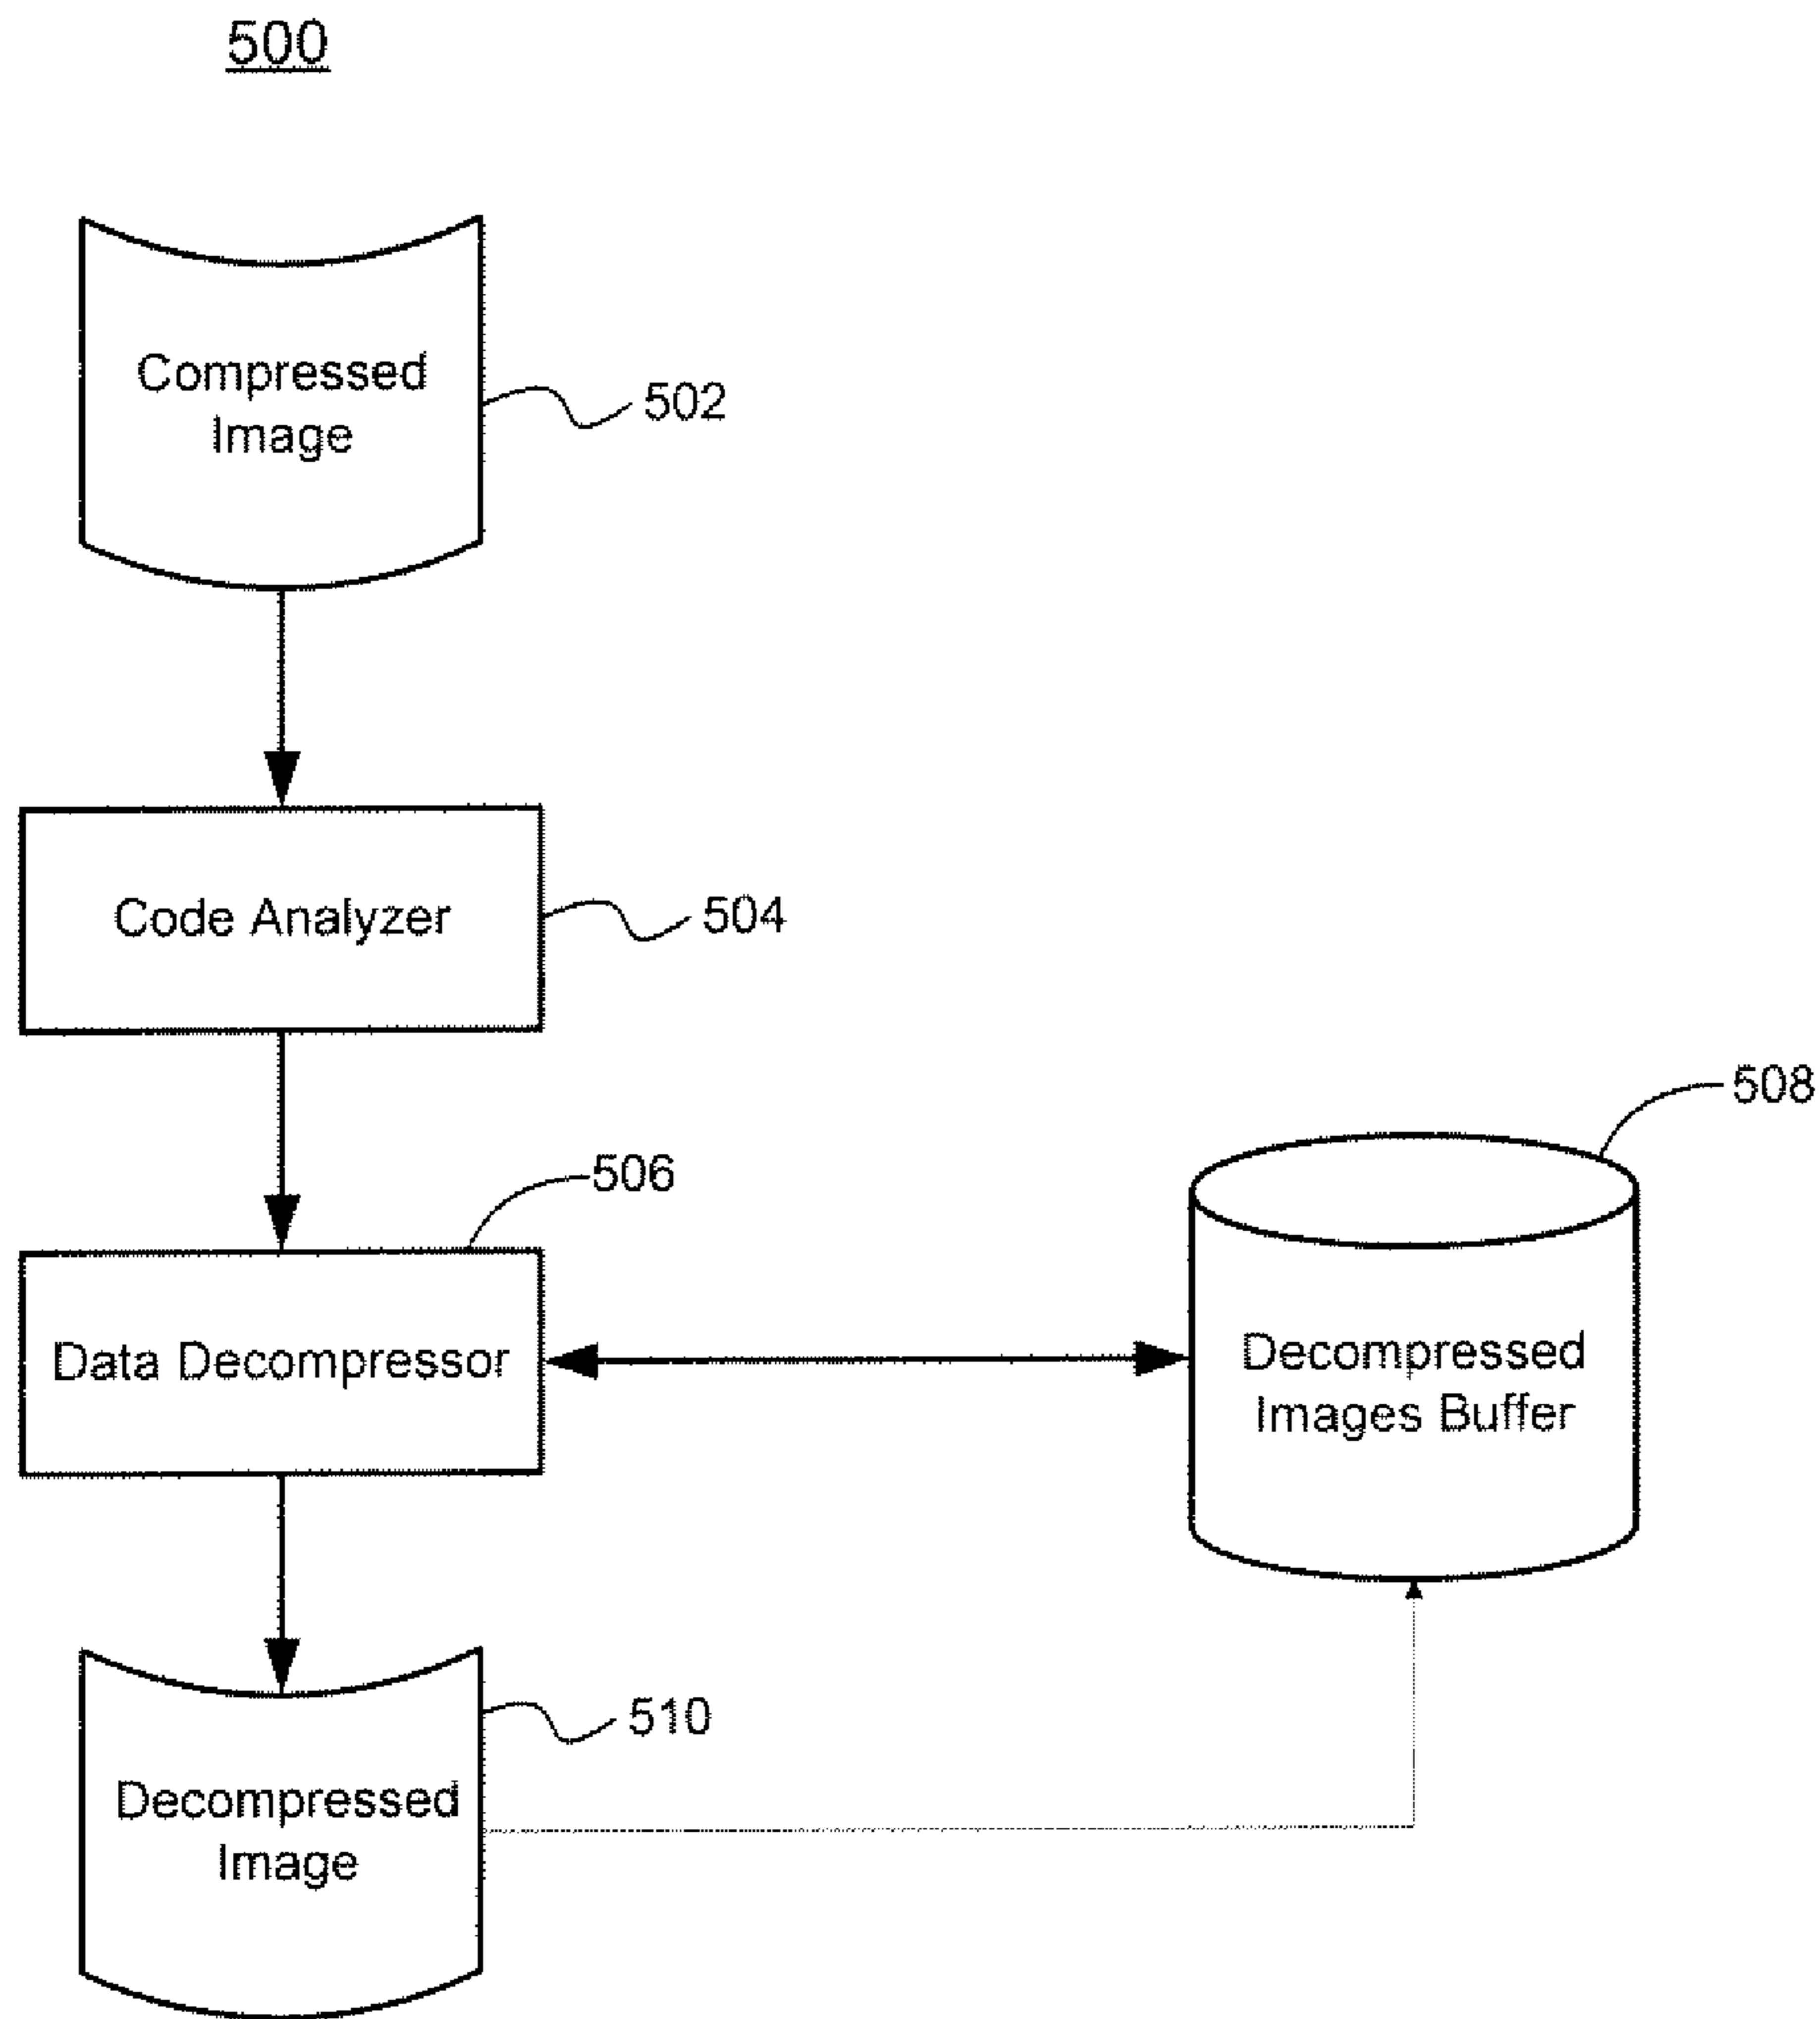 500
Compressed
Image
502
Code Analyzer
504
508
506
Data Decompressor
Decompressed
Images Buffer
510
Decompressed
Image